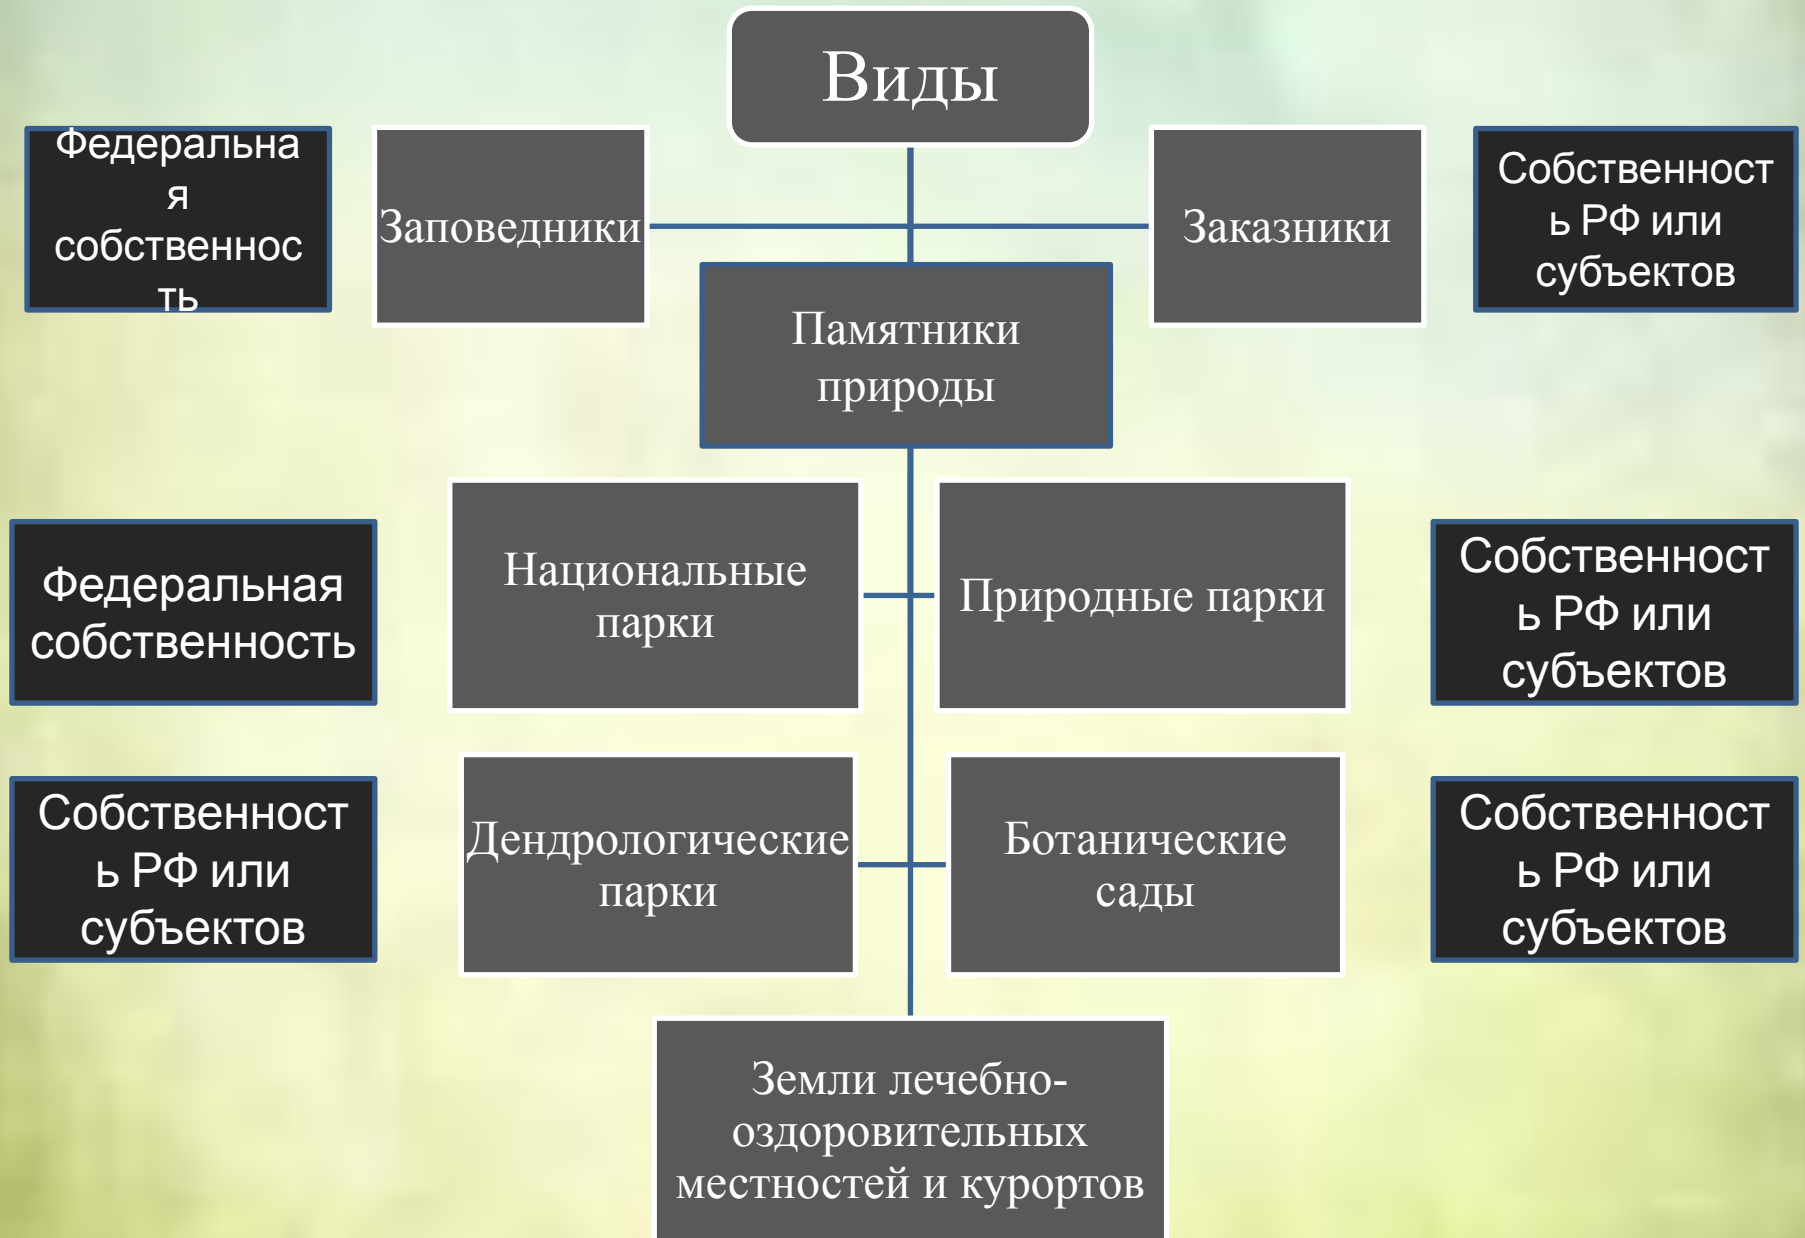 Виды
Федеральна
я
собственнос
ть
Заповедники
Заказники
Собственност
ь РФ или
субъектов
Памятники
природы
Федеральная
собственность
Национальные
парки
Природные парки
Собственност
ь РФ или
субъектов
Собственност
ь РФ или
субъектов
Дендрологические
парки
Ботанические
сады
Собственност
ь РФ или
субъектов
Земли лечебно-
оздоровительных
местностей и курортов